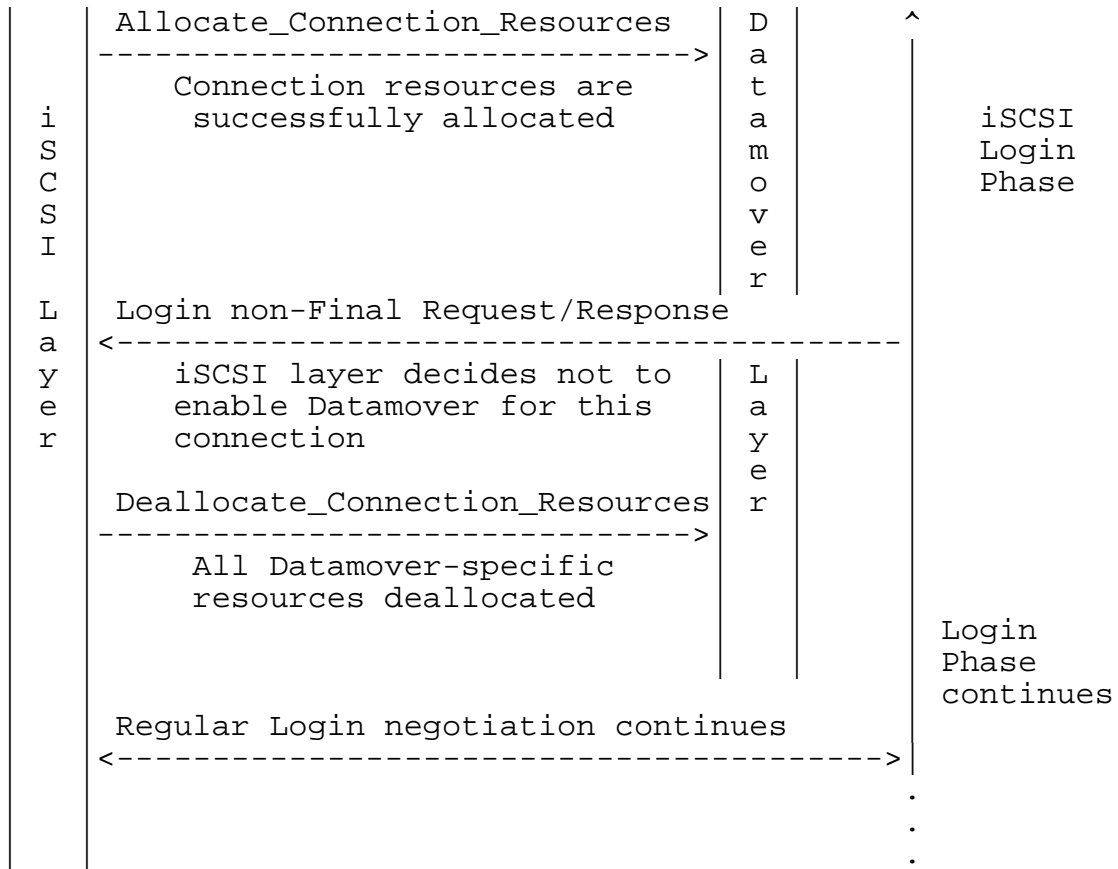 Allocate_Connection_Resources
Connection resources are
successfully allocated
iSCSI Layer
Datamover Layer
iSCSI
Login
Phase
Login non-Final Request/Response
iSCSI layer decides not to
enable Datamover for this
connection
Deallocate_Connection_Resources
All Datamover-specific
resources deallocated
Login
Phase
continues
Regular Login negotiation continues
.
.
.